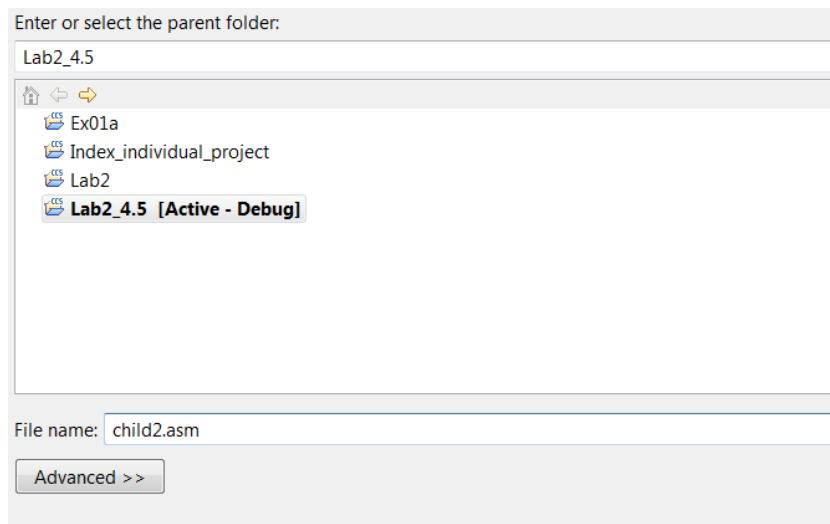 Enter or select the parent folder:
Lab2_4.5
Ex01a
Index_individual_project
Lab2
Lab2_4.5 [Active - Debug]
File name: child2.asm
Advanced >>